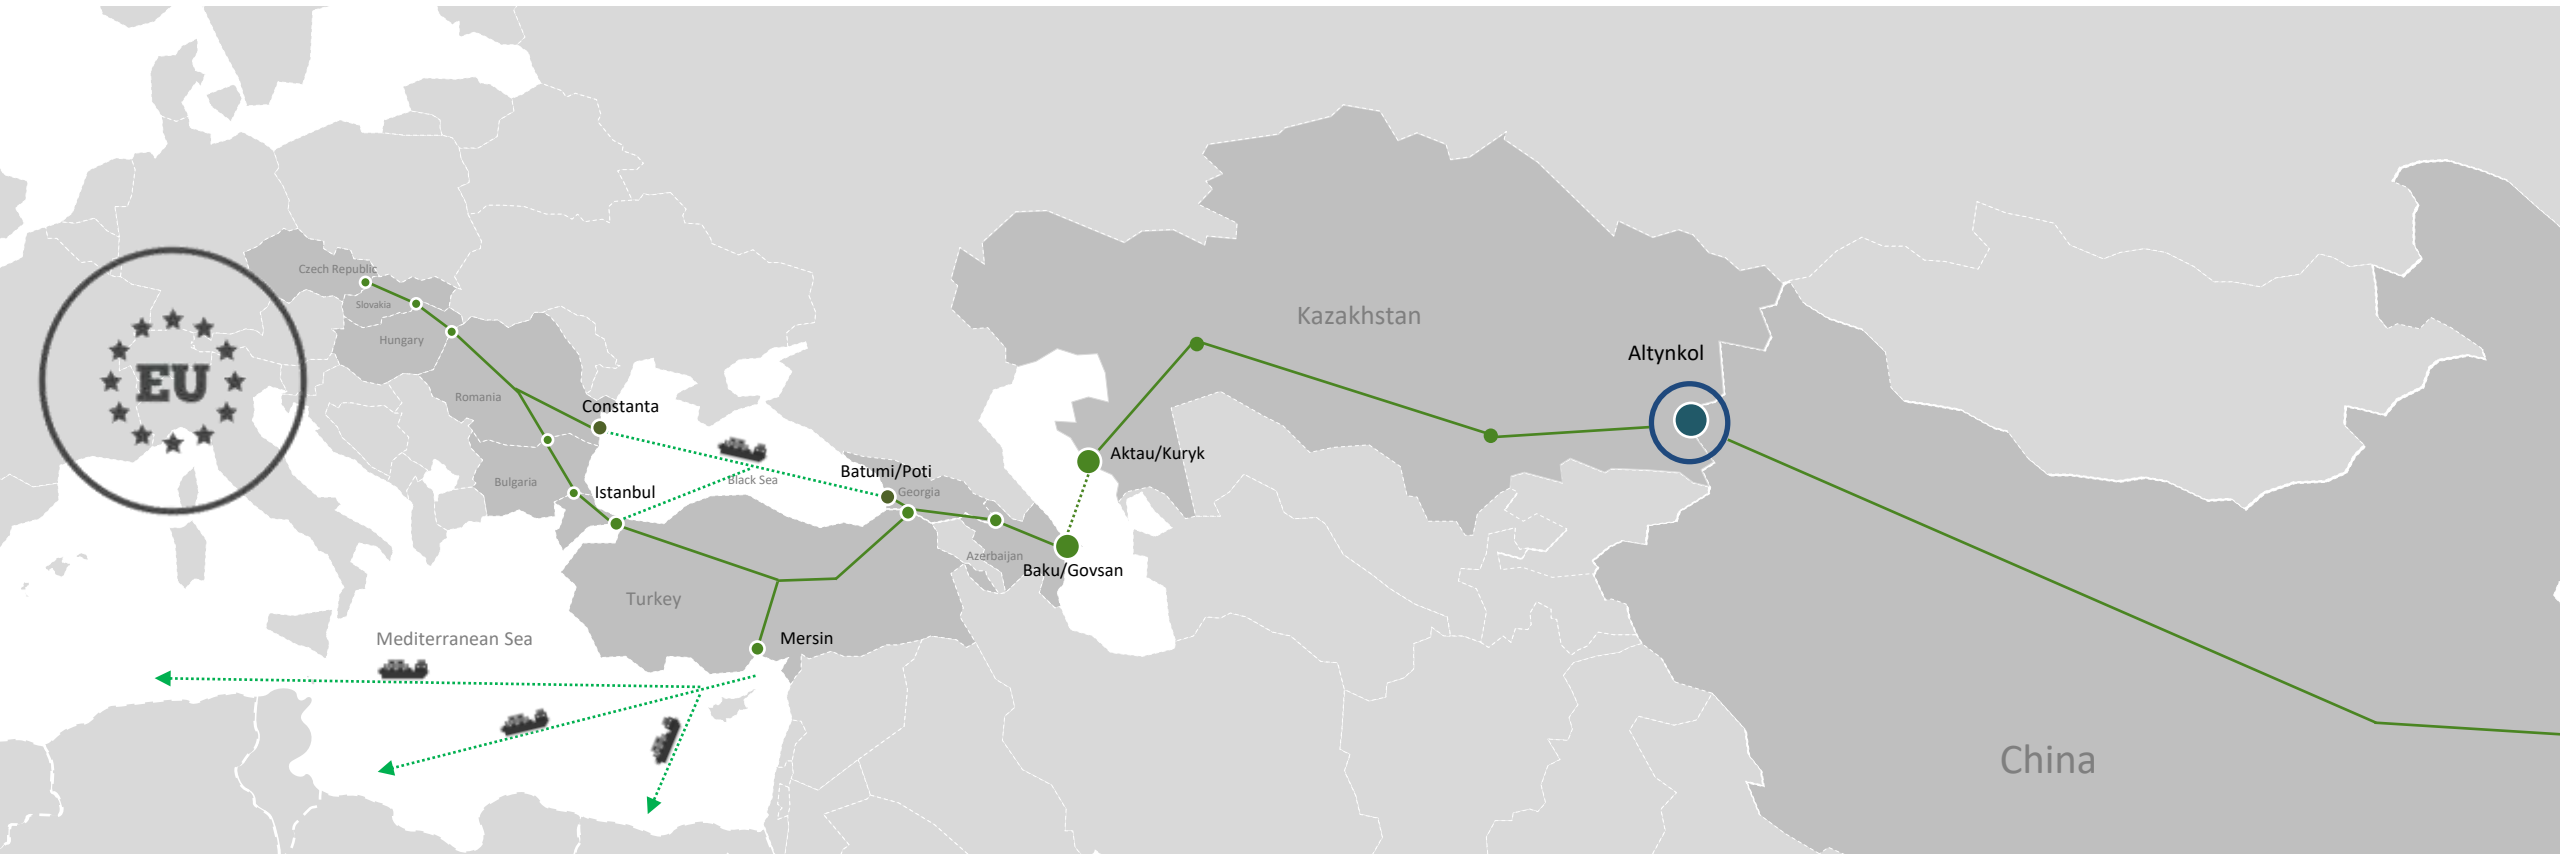 Czech Republic
Slovakia
Hungary
EU
Romania
Constanta
Bulgaria
Istanbul
Black Sea
Batumi/Poti
Georgia
Azerbaijan
Baku/Govsan
Aktau/Kuryk
Kazakhstan
Altynkol
Turkey
Mediterranean Sea
Mersin
China